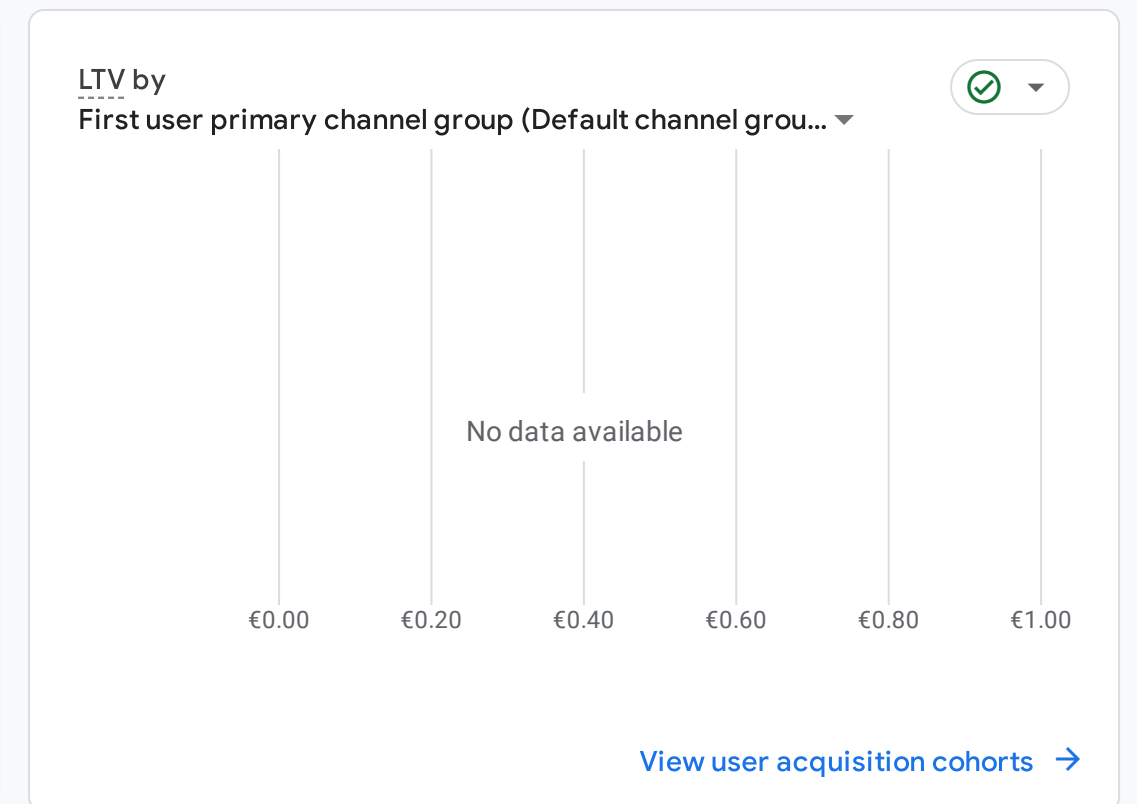 LTV by
First user primary channel group (Default channel grou...
No data available
€0.00 €0.20 €0.40 €0.60 €0.80 €1.00
View user acquisition cohorts